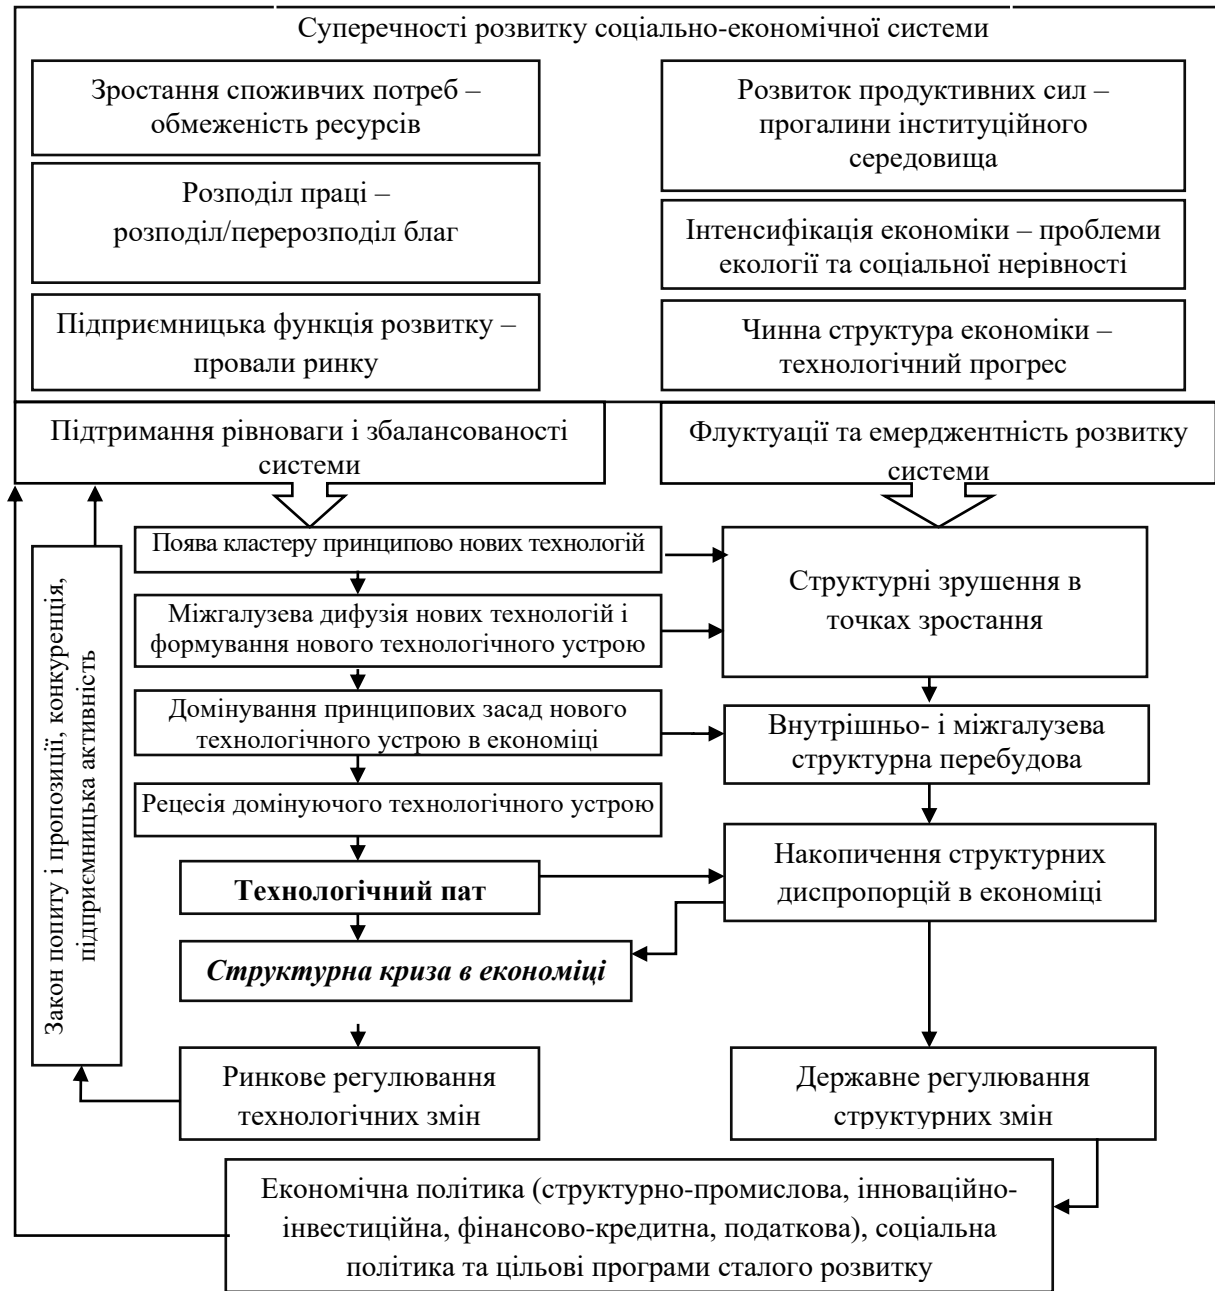 Суперечності розвитку соціально-економічної системи
Зростання споживчих потреб –
обмеженість ресурсів
Розподіл праці –
розподіл/перерозподіл благ
Підприємницька функція розвитку –
провали ринку
Розвиток продуктивних сил –
прогалини інституційного
середовища
Інтенсифікація економіки – проблеми
екології та соціальної нерівності
Чинна структура економіки –
технологічний прогрес
Підтримання рівноваги і збалансованості
системи
Флуктуації та емерджентність розвитку
системи
Закон попиту і пропозиції, конкуренція,
підприємницька активність
Поява кластеру принципово нових технологій
Міжгалузева дифузія нових технологій і
формування нового технологічного устрою
Домінування принципових засад нового
технологічного устрою в економіці
Рецесія домінуючого технологічного устрою
Технологічний пат
Структурна криза в економіці
Ринкове регулювання
технологічних змін
Структурні зрушення в
точках зростання
Внутрішньо- і міжгалузева
структурна перебудова
Накопичення структурних
диспропорцій в економіці
Державне регулювання
структурних змін
Економічна політика (структурно-промислова, інноваційно-
інвестиційна, фінансово-кредитна, податкова), соціальна
політика та цільові програми сталого розвитку